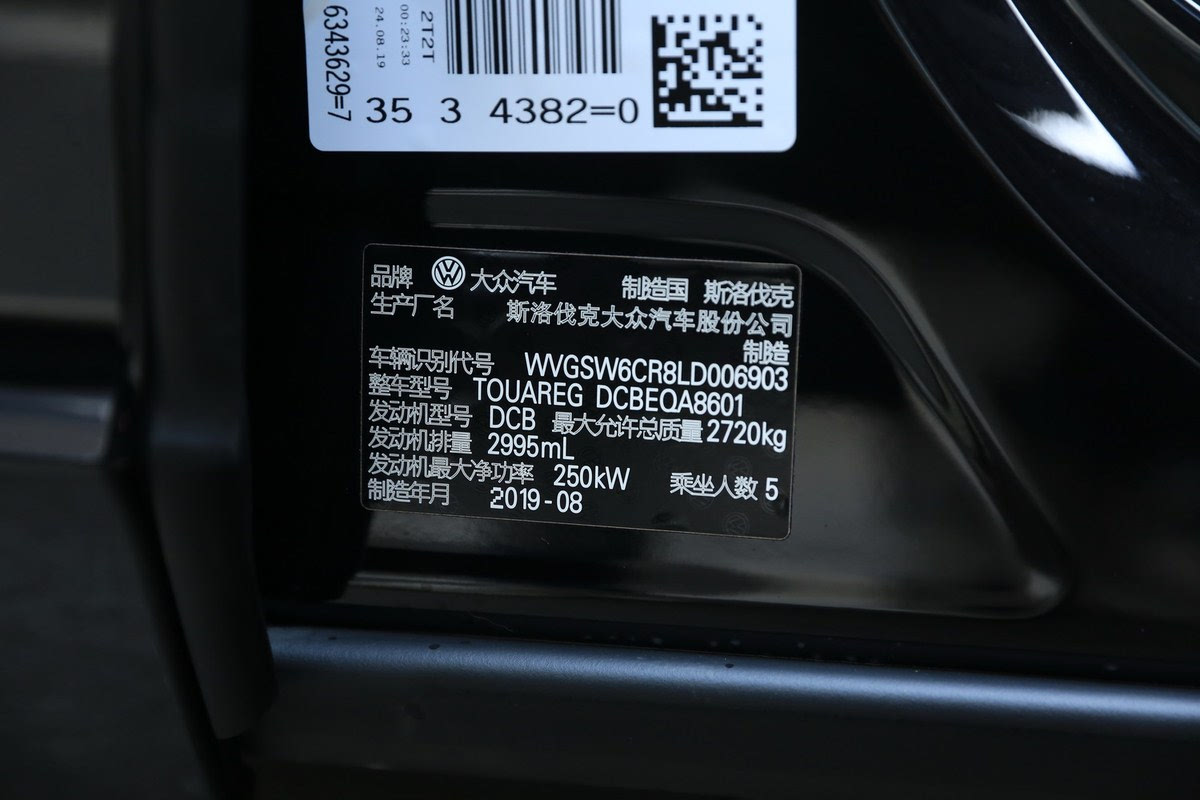 6343629=7
24.08.19
00:23:33
2T2T
35 3 4382=0
品牌 大众汽车 制造国 斯洛伐克
生产厂名 斯洛伐克大众汽车股份公司
制造
车辆识别代号 WVGSW6CR8LD006903
整车型号 TOUAREG DCBEQA8601
发动机型号 DCB 最大允许总质量 2720kg
发动机排量 2995mL
发动机最大净功率 250kW 乘坐人数 5
制造年月 2019-08